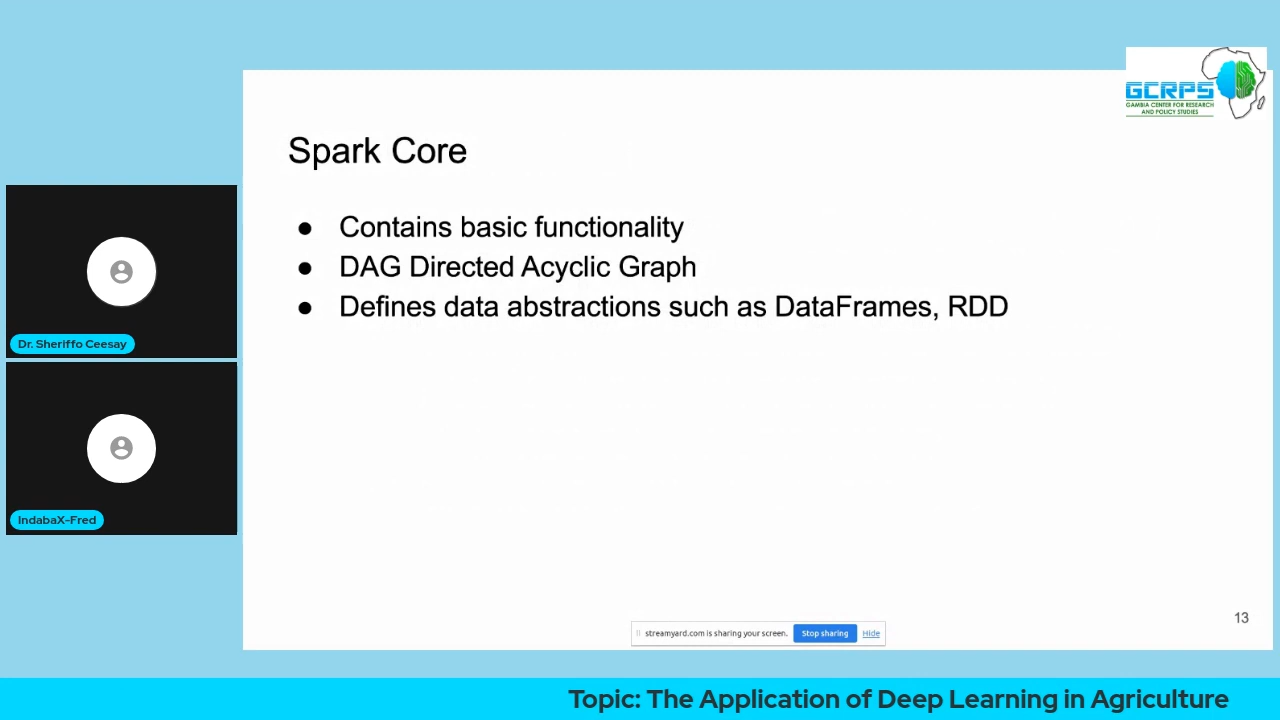 GCRPS
GAMBIA CENTER FOR RESEARCH
AND POLICY STUDIES
Spark Core
● Contains basic functionality
● DAG Directed Acyclic Graph
● Defines data abstractions such as DataFrames, RDD
Dr. Sheriffo Ceesay
IndabaX-Fred
13
streamyard.com is sharing your screen. Stop sharing Hide
Topic: The Application of Deep Learning in Agriculture